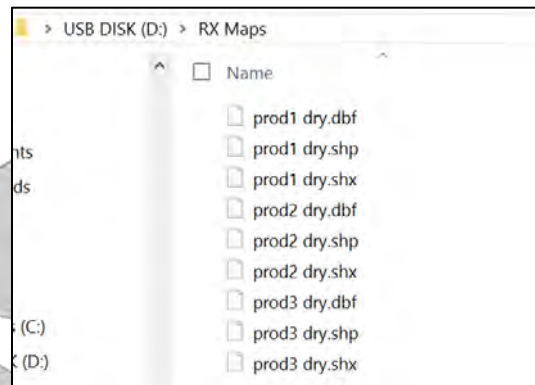 > USB DISK (D:) > RX Maps
Name
prod1 dry.dbf
nts
prod1 dry.shp
ds
prod1 dry.shx
prod2 dry.dbf
prod2 dry.shp
prod2 dry.shx
prod3 dry.dbf
(C:)
prod3 dry.shp
(D:)
prod3 dry.shx